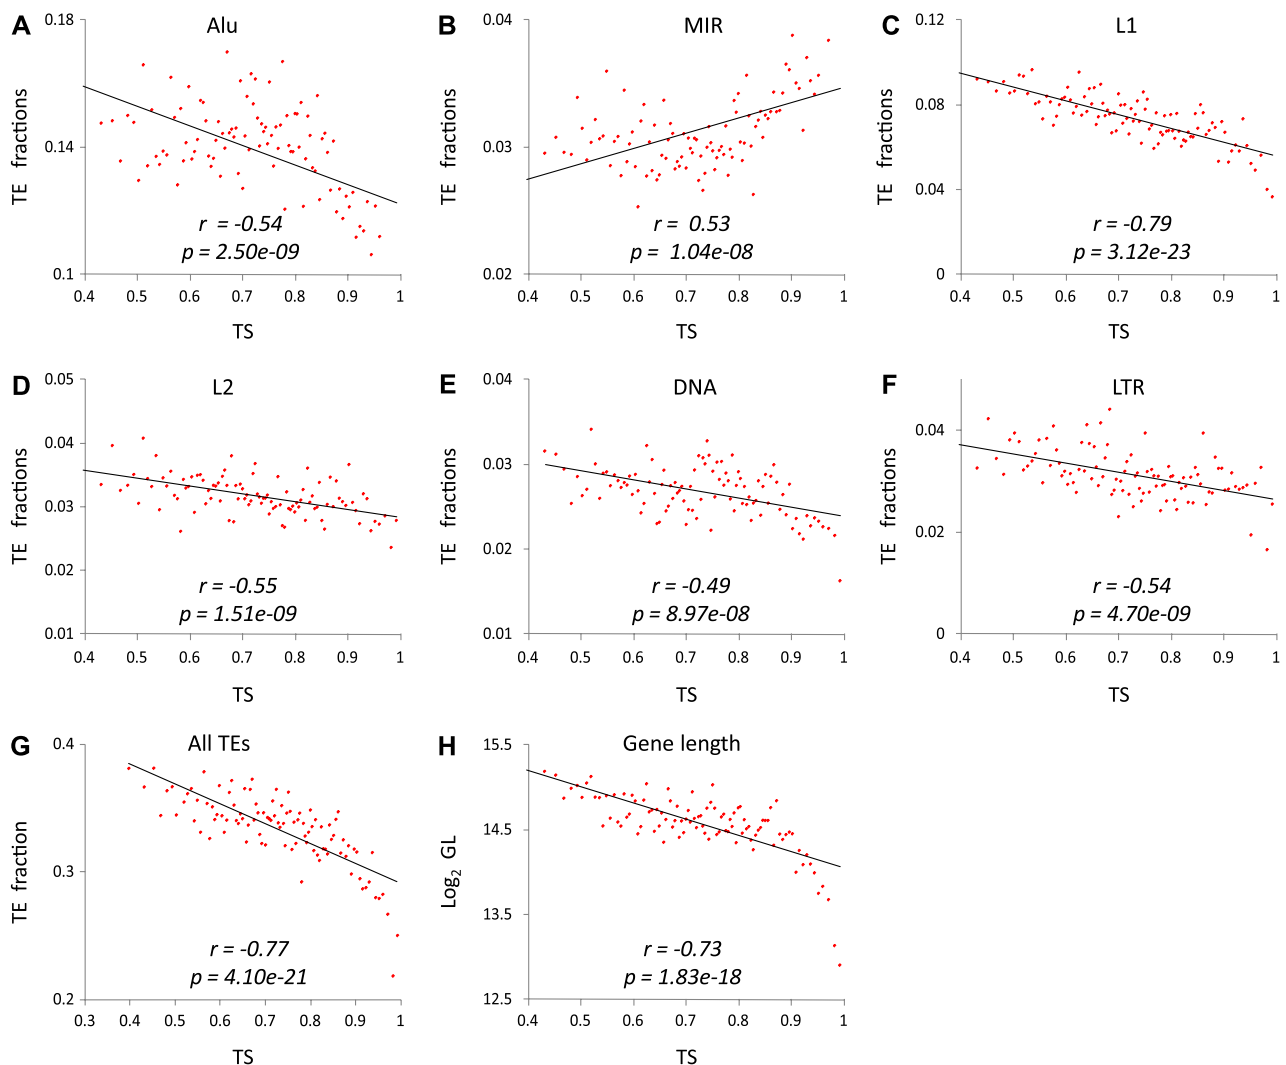 A
Alu
0.18
0.14
0.1
TE fractions
r = -0.54
p = 2.50e-09
0.4 0.5 0.6 0.7 0.8 0.9 1
TS
B
MIR
0.04
0.03
0.02
TE fractions
r = 0.53
p = 1.04e-08
0.4 0.5 0.6 0.7 0.8 0.9 1
TS
C
L1
0.12
0.08
0.04
0
TE fractions
r = -0.79
p = 3.12e-23
0.4 0.5 0.6 0.7 0.8 0.9 1
TS
D
L2
0.05
0.04
0.03
0.02
0.01
TE fractions
r = -0.55
p = 1.51e-09
0.4 0.5 0.6 0.7 0.8 0.9 1
TS
E
DNA
0.04
0.03
0.02
0.01
TE fractions
r = -0.49
p = 8.97e-08
0.4 0.5 0.6 0.7 0.8 0.9 1
TS
F
LTR
0.04
0.02
0
TE fractions
r = -0.54
p = 4.70e-09
0.4 0.5 0.6 0.7 0.8 0.9 1
TS
G
All TEs
0.4
0.3
0.2
TE fraction
r = -0.77
p = 4.10e-21
0.3 0.4 0.5 0.6 0.7 0.8 0.9 1
TS
H
Gene length
15.5
14.5
13.5
12.5
Log₂ GL
r = -0.73
p = 1.83e-18
0.4 0.5 0.6 0.7 0.8 0.9 1
TS